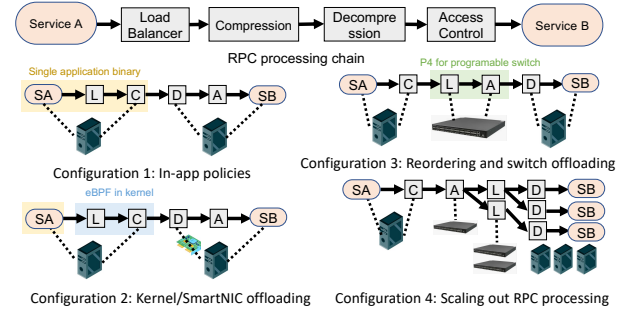 Service A
Load Balancer
Compression
Decompre
ssion
Access Control
Service B
RPC processing chain
Single application binary
SA
L
C
D
A
SB
Configuration 1: In-app policies
P4 for programable switch
SA
C
L
A
D
SB
Configuration 3: Reordering and switch offloading
eBPF in kernel
SA
L
C
D
A
SB
Configuration 2: Kernel/SmartNIC offloading
SA
C
A
L
D
SB
L
D
SB
D
SB
Configuration 4: Scaling out RPC processing